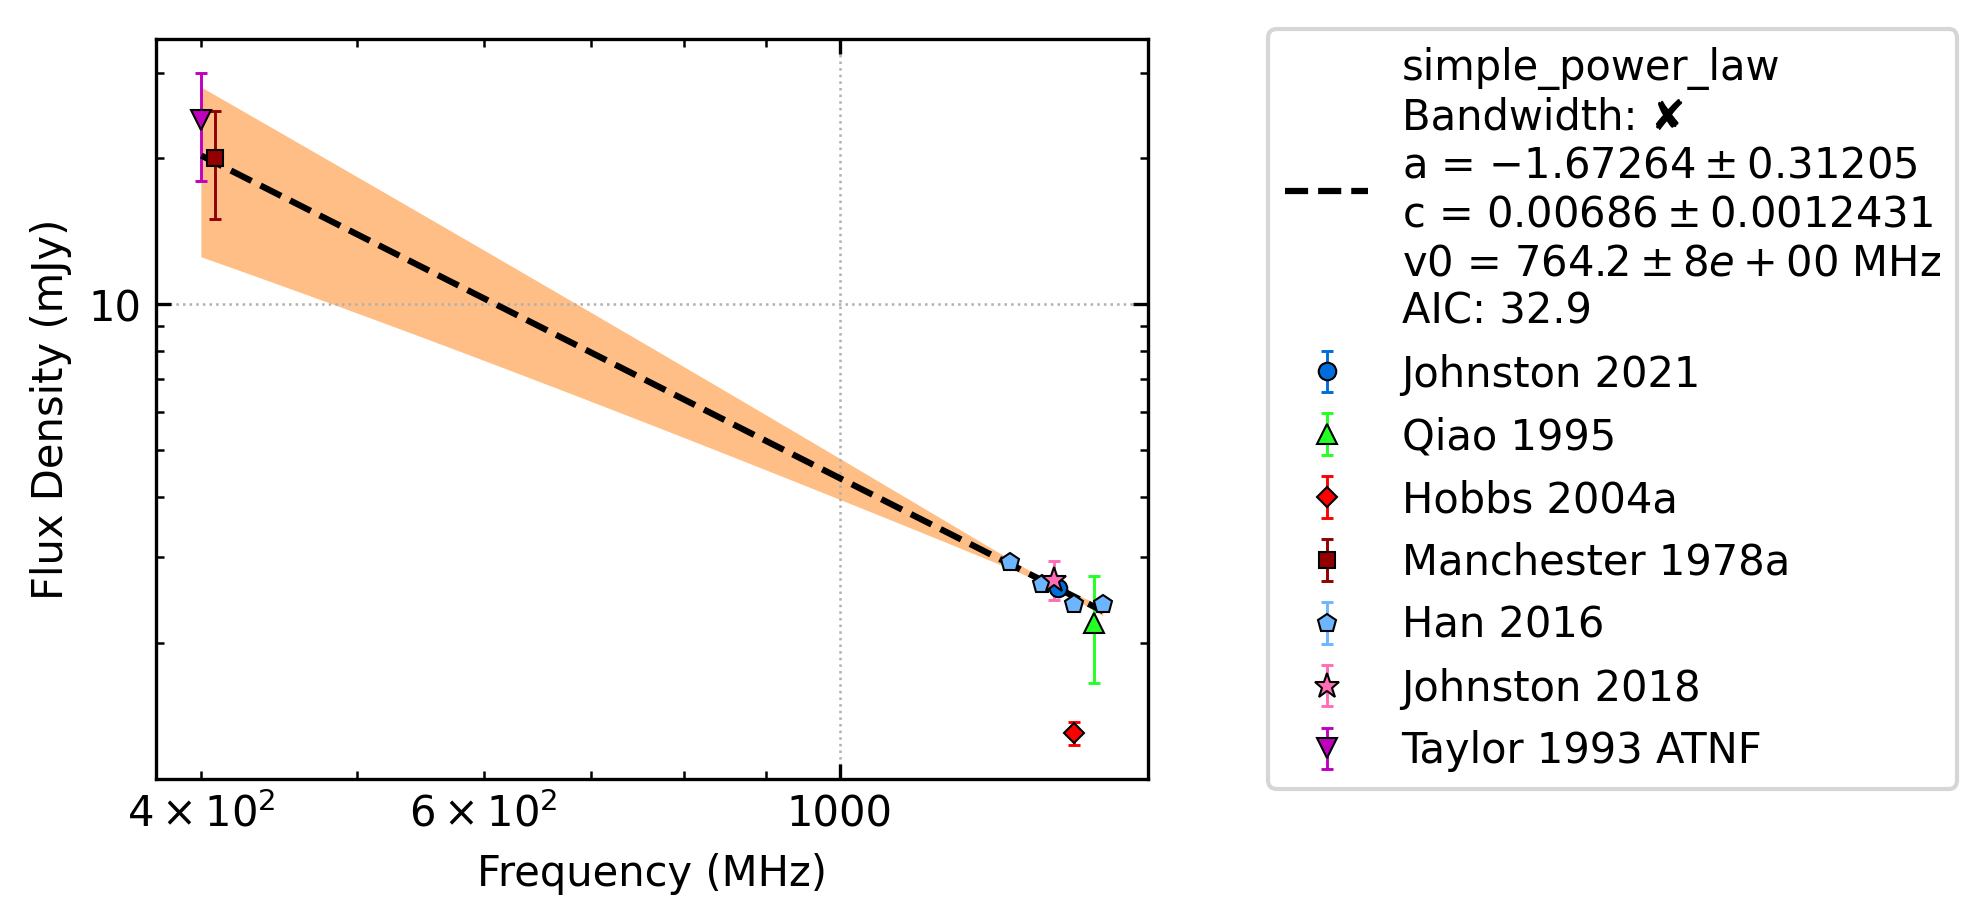 Flux Density (mJy)
10
4 × 10²
6 × 10²
1000
Frequency (MHz)
simple_power_law
Bandwidth: ✘
a = −1.67264 ± 0.31205
c = 0.00686 ± 0.0012431
v0 = 764.2 ± 8e + 00 MHz
AIC: 32.9
Johnston 2021
Qiao 1995
Hobbs 2004a
Manchester 1978a
Han 2016
Johnston 2018
Taylor 1993 ATNF